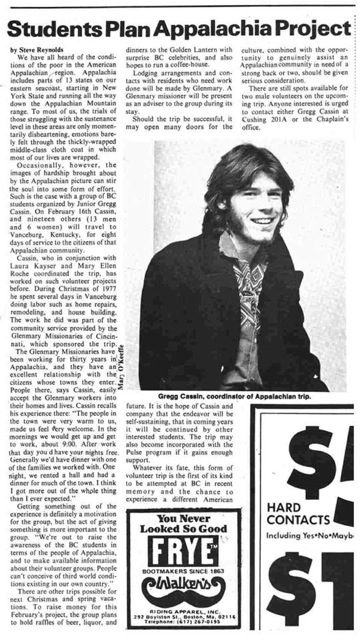 Students Plan Appalachia Project
by Steve Reynolds
We have all heard of the condi-
tions of the poor in the American
Appalachian region. Appalachia
includes parts of 13 states on our
eastern seacoast, starting in New
York State and running all the way
down the Appalachian Mountain
range. To most of us, the trials of
those struggling with the sustenance
level in these areas are only momen-
tarily disheartening, emotions bare-
ly felt through the thickly-wrapped
middle-class cloth coat in which
most of our lives are wrapped.
Occasionally, however, the
images of hardship brought about
by the Appalachian picture can stir
the soul into some form of effort.
Such is the case with a group of BC
students organized by Junior Gregg
Cassin. On February 16th Cassin,
and nineteen others (13 men
and 6 women) will travel to
Vanceburg, Kentucky, for eight
days of service to the citizens of that
Appalachian community.
Cassin, who in conjunction with
Laura Kayser and Mary Ellen
Roche coordinated the trip, has
worked on such volunteer projects
before. During Christmas of 1977
he spent several days in Vanceburg
doing labor such as home repairs,
remodeling, and house building.
The work he did was part of the
community service provided by the
Glenmary Missionaries of Cincin-
nati, which sponsored the trip.
The Glenmary Missionaries have
been working for thirty years in
Appalachia, and they have an
excellent relationship with the
citizens whose towns they enter.
People there, says Cassin, easily
accept the Glenmary workers into
their homes and lives. Cassin recalls
his experience there: "The people in
the town were very warm to us,
made us feel very welcome. In the
mornings we would get up and get
to work, about 9:00. After work
that day you'd have your nights free.
Generally we'd have dinner with one
of the families we worked with. One
night, we rented a hall and had a
dinner for much of the town. I think
I got more out of the whole thing
than I ever expected."
Getting something out of the
experience is definitely a motivation
for the group, but the act of giving
something is more important to the
group. "We're out to raise the
awareness of the BC students in
terms of the people of Appalachia,
and to make available information
about their volunteer groups. People
can't conceive of third world condi-
tions existing in our own country."
There are other trips possible for
next Christmas and spring vaca-
tions. To raise money for this
February's project, the group plans
to hold raffles of beer, liquor, and
dinners to the Golden Lantern with
surprise BC celebrities, and also
hopes to run a coffee-house.
Lodging arrangements and con-
tacts with residents who need work
done will be made by Glenmary. A
Glenmary missioner will be present
as an adviser to the group during its
stay.
Should the trip be successful, it
may open many doors for the
culture, combined with the oppor-
tunity to genuinely assist an
Appalachian community in need of a
strong back or two, should be given
serious consideration.
There are still spots available for
two male volunteers on the upcom-
ing trip. Anyone interested is urged
to contact either Gregg Cassin at
Cushing 201A or the Chaplain's
office.
Mary O'Keeffe
Gregg Cassin, coordinator of Appalachian trip.
future. It is the hope of Cassin and
company that the endeavor will be
self-sustaining, that in coming years
it will be continued by other
interested students. The trip may
also become incorporated with the
Pulse program if it gains enough
support.
Whatever its fate, this form of
volunteer trip is the first of its kind
to be attempted at BC in recent
memory and the chance to
experience a different American
You Never
Looked So Good
FRYE
BOOTMAKERS SINCE 1863
Walkers
RIDING APPAREL, INC.
292 Boylston St., Boston, Ma. 02116
Telephone: (617) 267-0195
$
HARD
CONTACTS
Including Yes•No•Mayb
$1